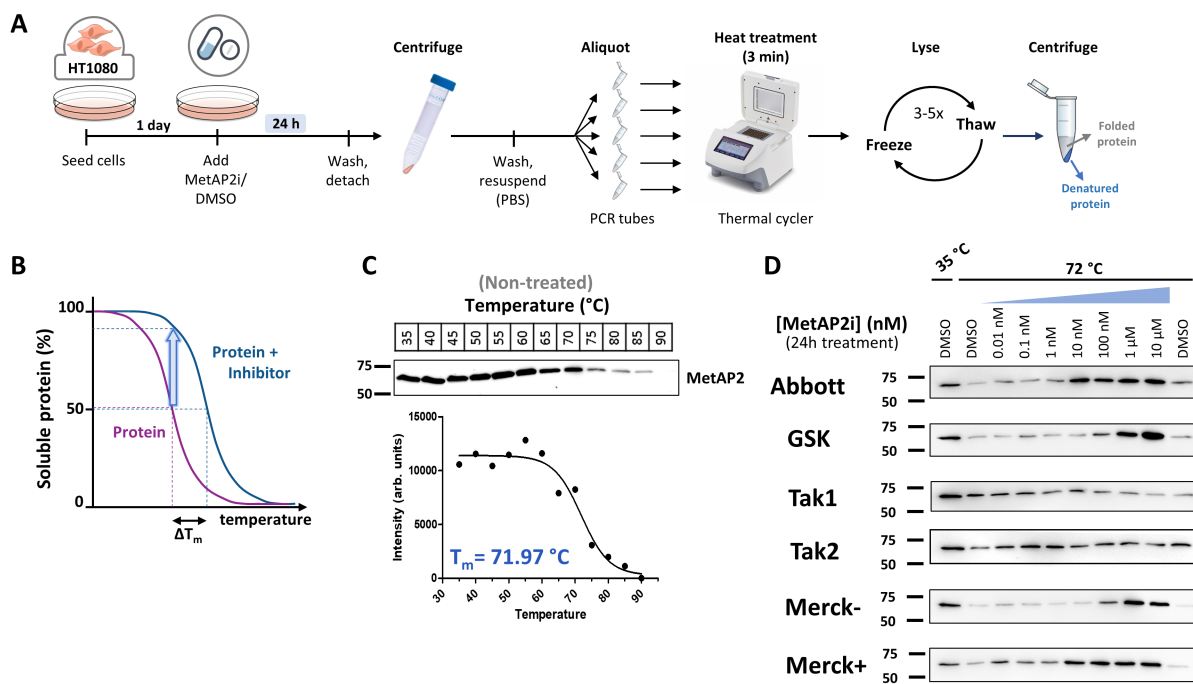 A
HT1080
1 day
24 h
Seed cells
Add
MetAP2i/
DMSO
Wash,
detach
Centrifuge
Wash,
resuspend
(PBS)
Aliquot
PCR tubes
Heat treatment
(3 min)
Thermal cycler
Lyse
3-5x
Freeze
Thaw
Centrifuge
Folded
protein
Denatured
protein
B
Soluble protein (%)
100
50
0
Protein +
Inhibitor
Protein
temperature
ΔTm
C
(Non-treated)
Temperature (°C)
35 40 45 50 55 60 65 70 75 80 85 90
75
50
MetAP2
Intensity (arb. units)
15000
10000
5000
0
Tm= 71.97 °C
30 40 50 60 70 80 90
Temperature
D
35 °C
72 °C
[MetAP2i] (nM)
(24h treatment)
DMSO DMSO 0.01 nM 0.1 nM 1 nM 10 nM 100 nM 1 µM 10 µM DMSO
Abbott
75
50
GSK
75
50
Tak1
75
50
Tak2
75
50
Merck-
75
50
Merck+
75
50